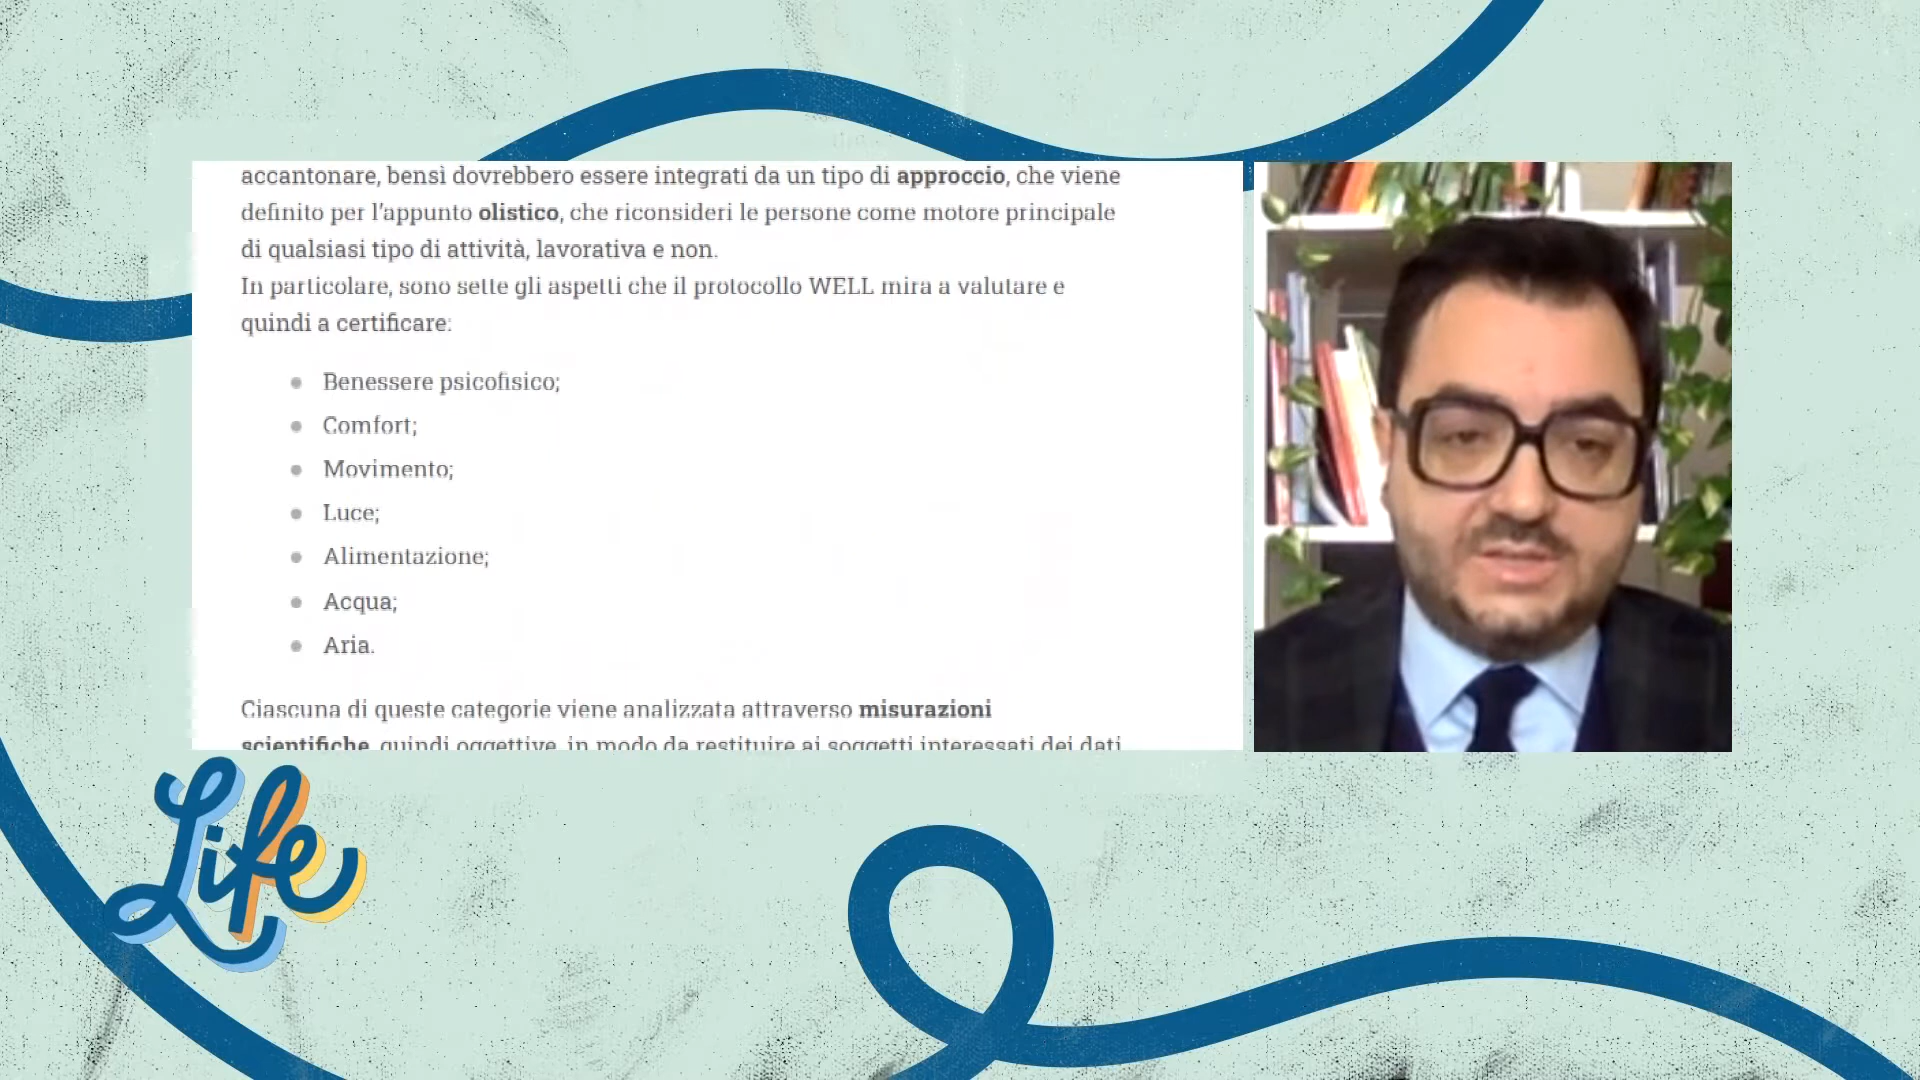 accantonare, bensì dovrebbero essere integrati da un tipo di approccio, che viene
definito per l'appunto olistico, che riconsideri le persone come motore principale
di qualsiasi tipo di attività, lavorativa e non.
In particolare, sono sette gli aspetti che il protocollo WELL mira a valutare e
quindi a certificare:
Benessere psicofisico;
Comfort;
Movimento;
Luce;
Alimentazione;
Acqua;
Aria.
Ciascuna di queste categorie viene analizzata attraverso misurazioni
scientifiche, quindi oggettive, in modo da restituire ai soggetti interessati dei dati
Life